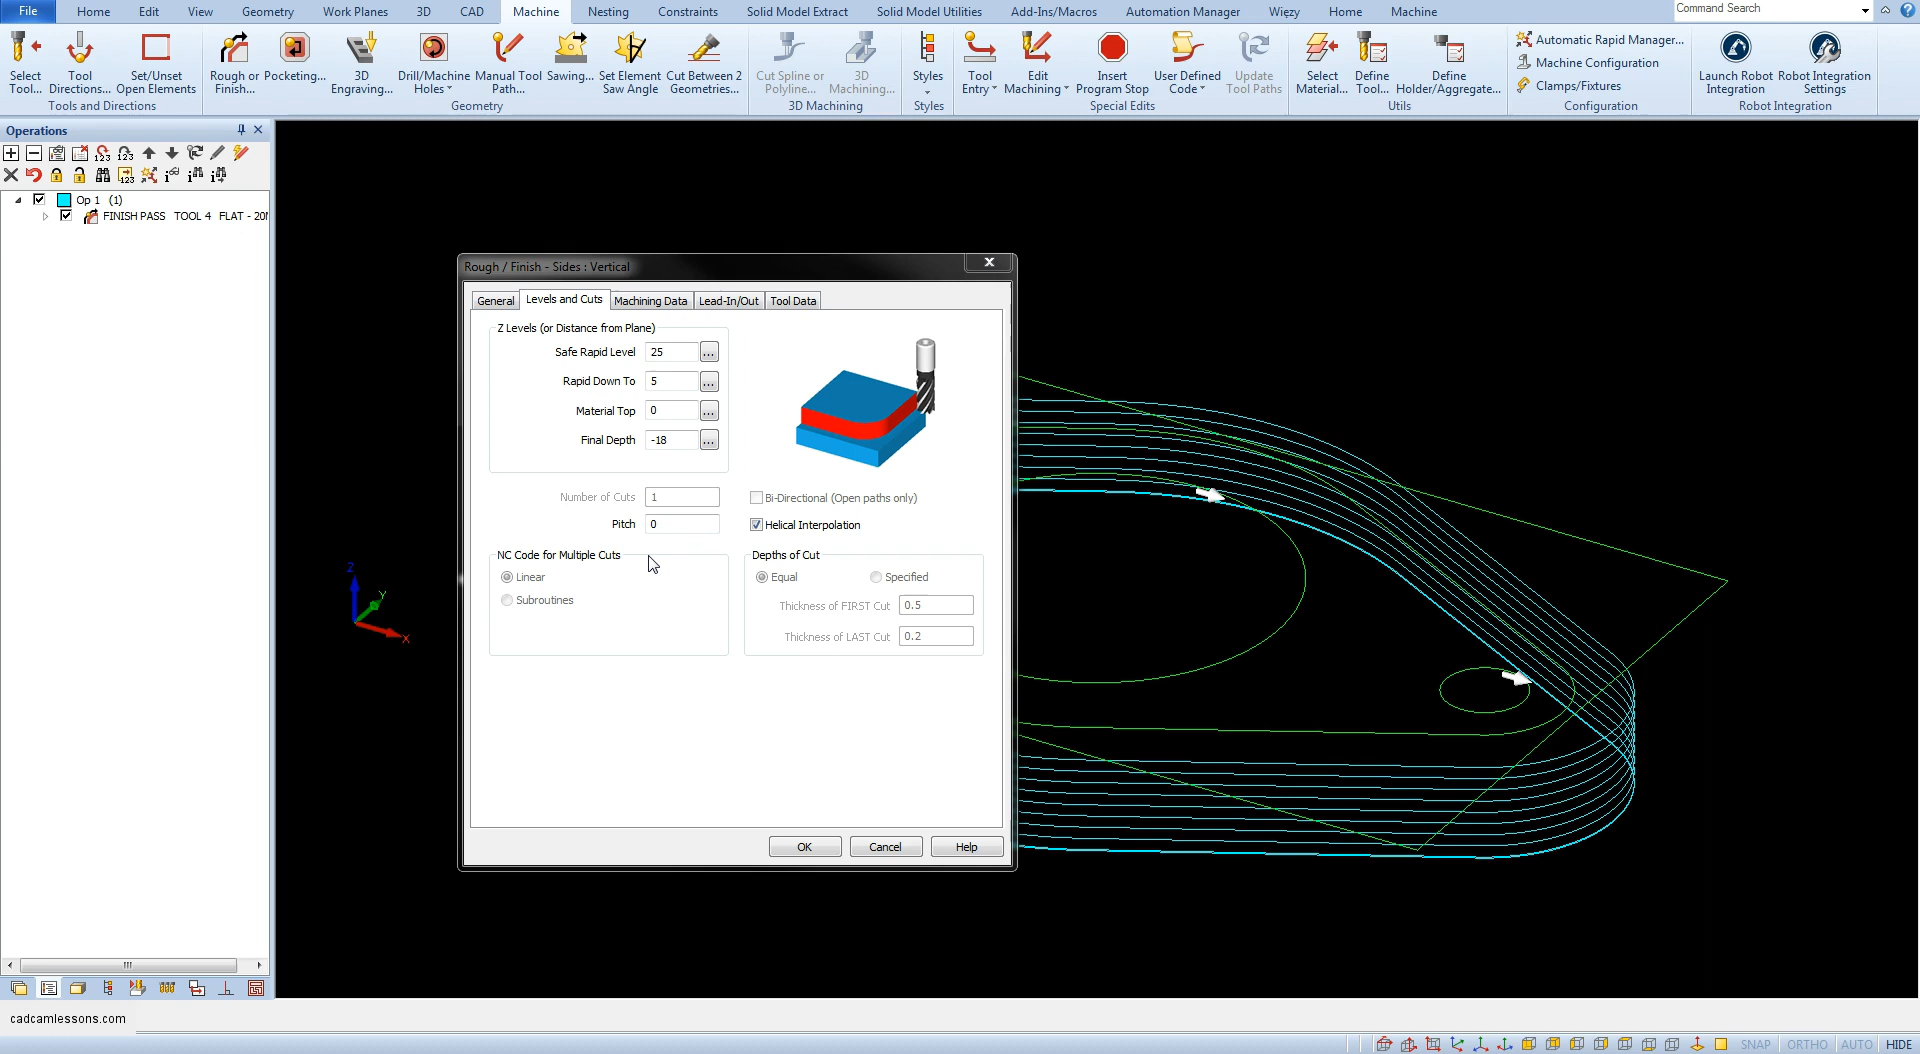 File Home Edit View Geometry Work Planes 3D CAD Machine Nesting Constraints Solid Model Extract Solid Model Utilities Add-Ins/Macros Automation Manager Więzy Home Machine Command Search
Select Tool... Tool Directions... Set/Unset Open Elements
Tools and Directions
Rough or Finish... Pocketing... 3D Engraving... Drill/Machine Holes Manual Tool Path... Sawing... Set Element Saw Angle Cut Between 2 Geometries...
Geometry
Cut Spline or Polyline... 3D Machining...
3D Machining
Styles
Styles
Tool Entry Edit Machining Insert Program Stop User Defined Code Update Tool Paths
Special Edits
Select Material... Define Tool... Define Holder/Aggregate...
Utils
Automatic Rapid Manager...
Machine Configuration
Clamps/Fixtures
Configuration
Launch Robot Integration Robot Integration Settings
Robot Integration
Operations
123 123
123
Op 1 (1)
FINISH PASS TOOL 4 FLAT - 20
Rough / Finish - Sides : Vertical
General Levels and Cuts Machining Data Lead-In/Out Tool Data
Z Levels (or Distance from Plane)
Safe Rapid Level 25 ...
Rapid Down To 5 ...
Material Top 0 ...
Final Depth -18 ...
Number of Cuts 1
Bi-Directional (Open paths only)
Pitch 0
Helical Interpolation
NC Code for Multiple Cuts
Linear
Subroutines
Depths of Cut
Equal Specified
Thickness of FIRST Cut 0.5
Thickness of LAST Cut 0.2
OK Cancel Help
Z
Y
X
cadcamlessons.com
SNAP ORTHO AUTO HIDE